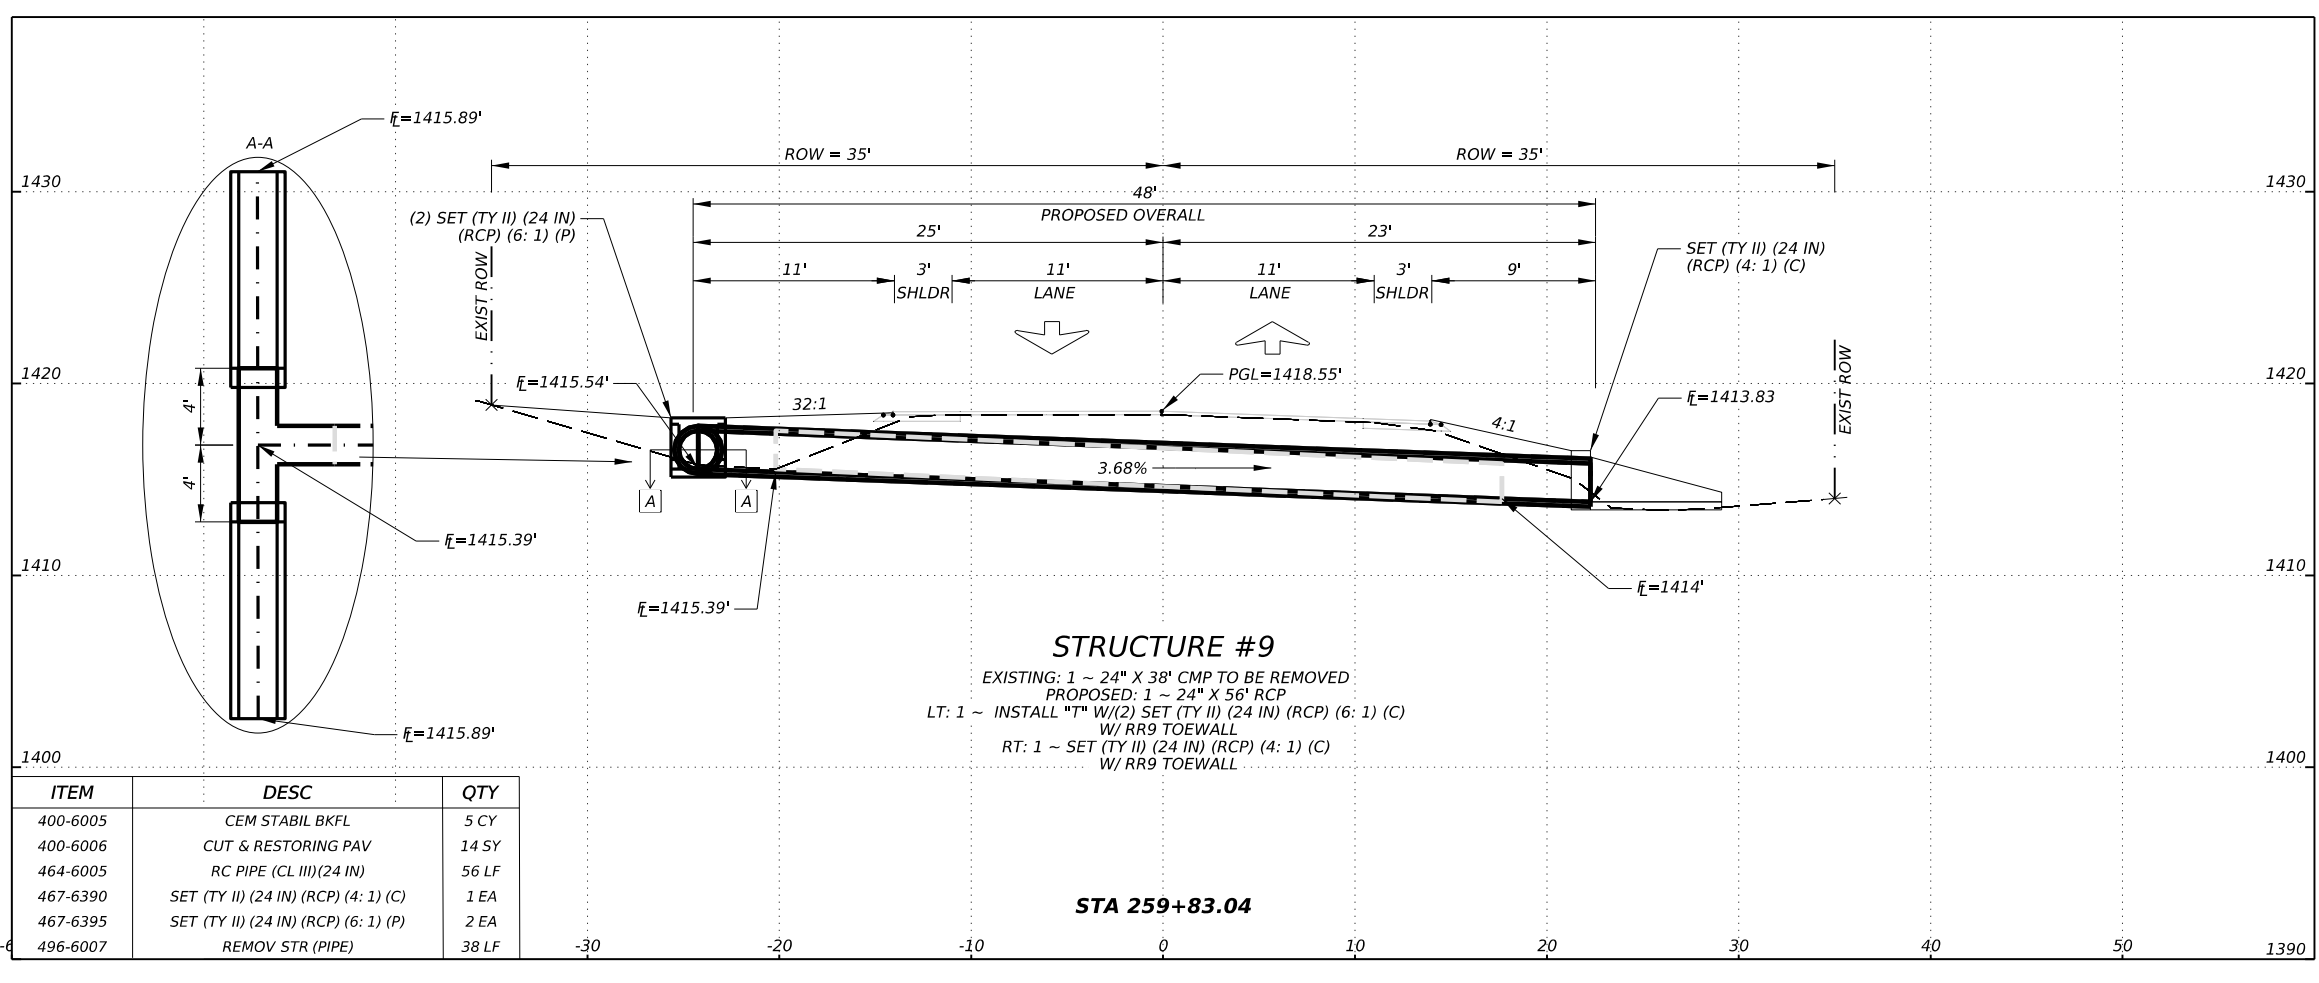 A-A
FL=1415.89'
ROW = 35'
ROW = 35'
1430
1430
48'
PROPOSED OVERALL
(2) SET (TY II) (24 IN)
(RCP) (6: 1) (P)
25'
23'
SET (TY II) (24 IN)
(RCP) (4: 1) (C)
11'
3'
11'
11'
3'
9'
SHLDR
LANE
LANE
SHLDR
EXIST ROW
EXIST ROW
1420
1420
FL=1415.54'
PGL=1418.55'
FL=1413.83
4'
32:1
4:1
3.68%
4'
A
A
FL=1415.39'
1410
1410
FL=1415.39'
FL=1414'
STRUCTURE #9
EXISTING: 1 ~ 24" X 38' CMP TO BE REMOVED
PROPOSED: 1 ~ 24" X 56' RCP
LT: 1 ~ INSTALL "T" W/(2) SET (TY II) (24 IN) (RCP) (6: 1) (C)
W/ RR9 TOEWALL
RT: 1 ~ SET (TY II) (24 IN) (RCP) (4: 1) (C)
W/ RR9 TOEWALL
FL=1415.89'
1400
1400
ITEM DESC QTY
400-6005 CEM STABIL BKFL 5 CY
400-6006 CUT & RESTORING PAV 14 SY
464-6005 RC PIPE (CL III)(24 IN) 56 LF
467-6390 SET (TY II) (24 IN) (RCP) (4: 1) (C) 1 EA
467-6395 SET (TY II) (24 IN) (RCP) (6: 1) (P) 2 EA
496-6007 REMOV STR (PIPE) 38 LF
STA 259+83.04
-30 -20 -10 0 10 20 30 40 50 1390